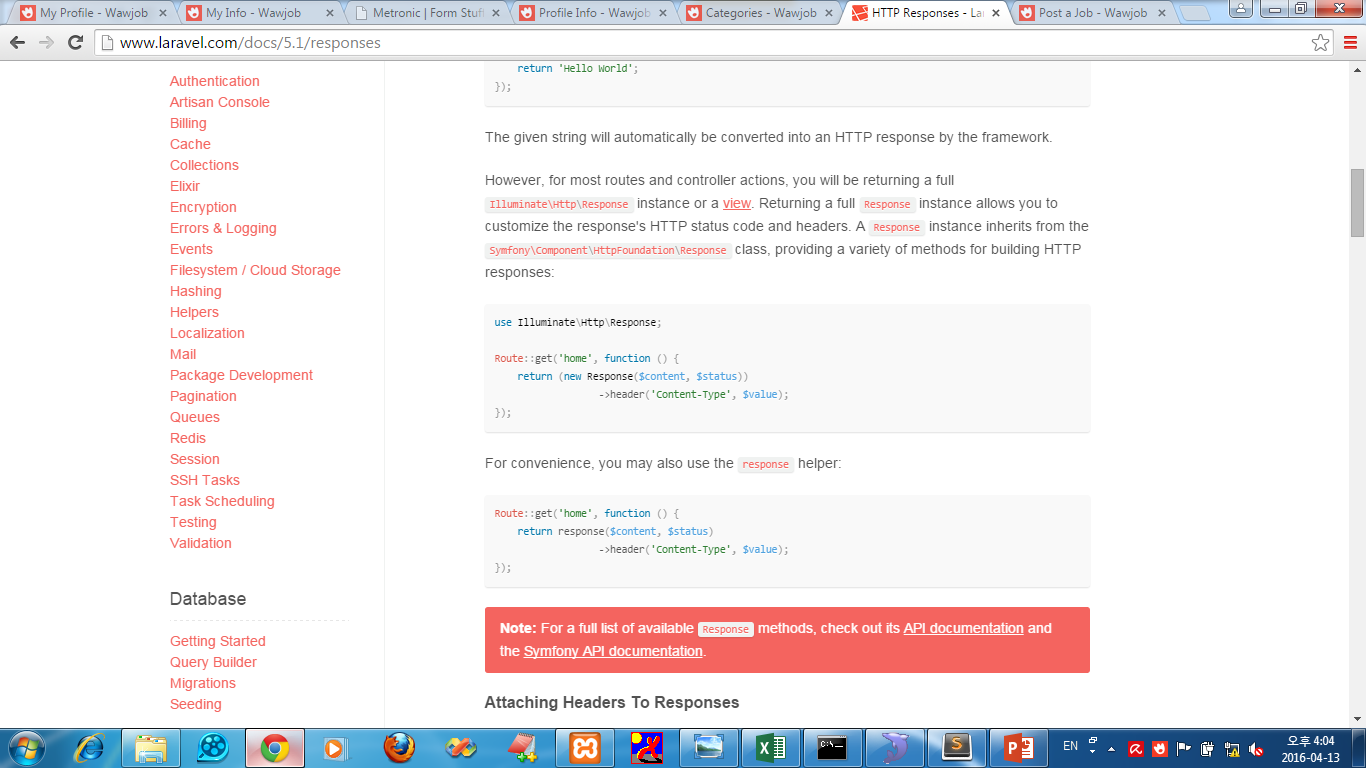 My Profile - Wawjob
My Info - Wawjob
Metronic | Form Stuff
Profile Info - Wawjob
Categories - Wawjob
HTTP Responses - La
Post a Job - Wawjob
www.laravel.com/docs/5.1/responses
Authentication
Artisan Console
Billing
Cache
Collections
Elixir
Encryption
Errors & Logging
Events
Filesystem / Cloud Storage
Hashing
Helpers
Localization
Mail
Package Development
Pagination
Queues
Redis
Session
SSH Tasks
Task Scheduling
Testing
Validation
Database
Getting Started
Query Builder
Migrations
Seeding
return 'Hello World';
});
The given string will automatically be converted into an HTTP response by the framework.
However, for most routes and controller actions, you will be returning a full
Illuminate\Http\Response instance or a view. Returning a full Response instance allows you to
customize the response's HTTP status code and headers. A Response instance inherits from the
Symfony\Component\HttpFoundation\Response class, providing a variety of methods for building HTTP
responses:
use Illuminate\Http\Response;
Route::get('home', function () {
return (new Response($content, $status))
->header('Content-Type', $value);
});
For convenience, you may also use the response helper:
Route::get('home', function () {
return response($content, $status)
->header('Content-Type', $value);
});
Note: For a full list of available Response methods, check out its API documentation and
the Symfony API documentation.
Attaching Headers To Responses
EN
오후 4:04
2016-04-13